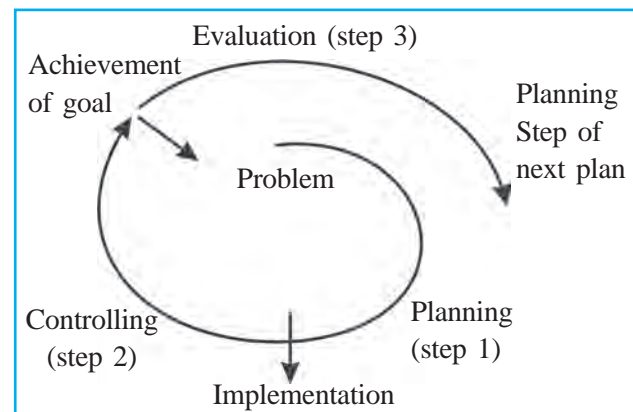 Evaluation (step 3)
Achievement
of goal
Planning
Step of
next plan
Problem
Controlling
(step 2)
Planning
(step 1)
Implementation